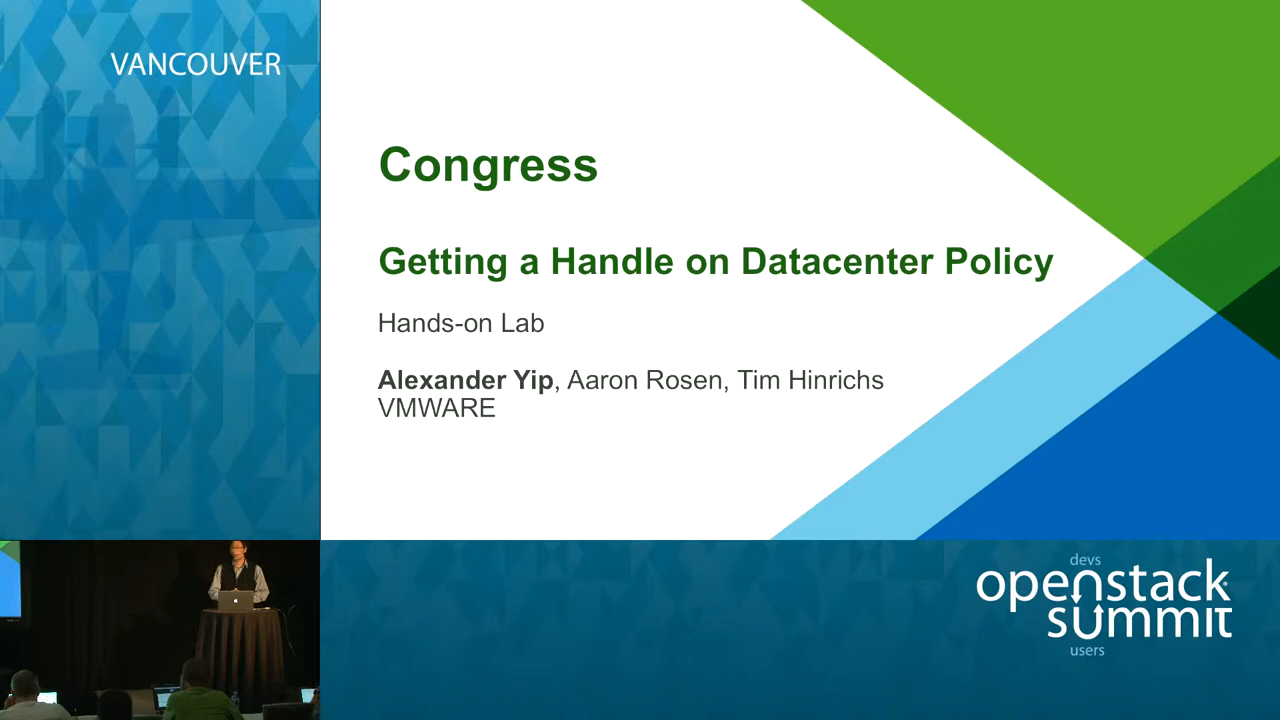 VANCOUVER
Congress
Getting a Handle on Datacenter Policy
Hands-on Lab
Alexander Yip, Aaron Rosen, Tim Hinrichs
VMWARE
devs
openstack
summit
users